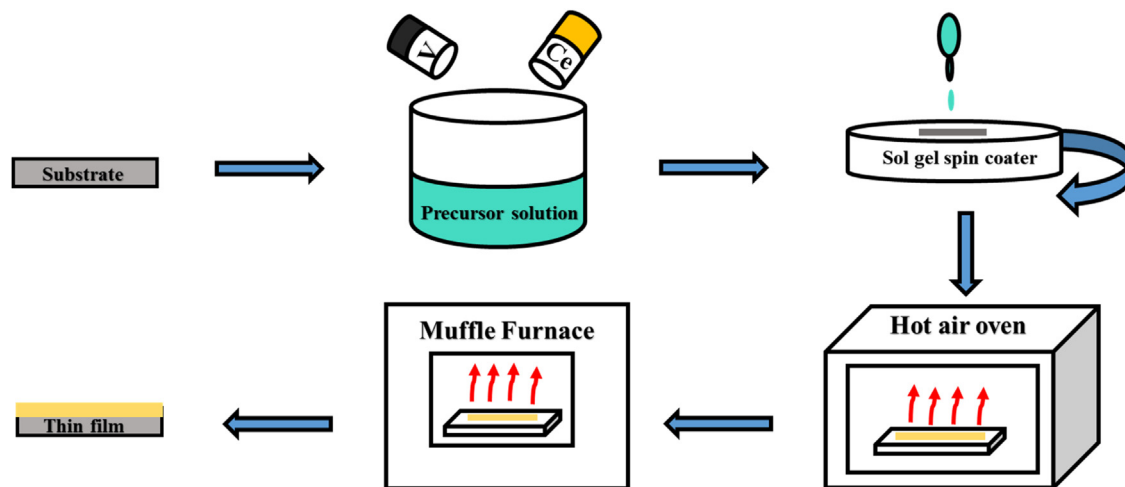 V
Ce
Substrate
Precursor solution
Sol gel spin coater
Hot air oven
Muffle Furnace
Thin film